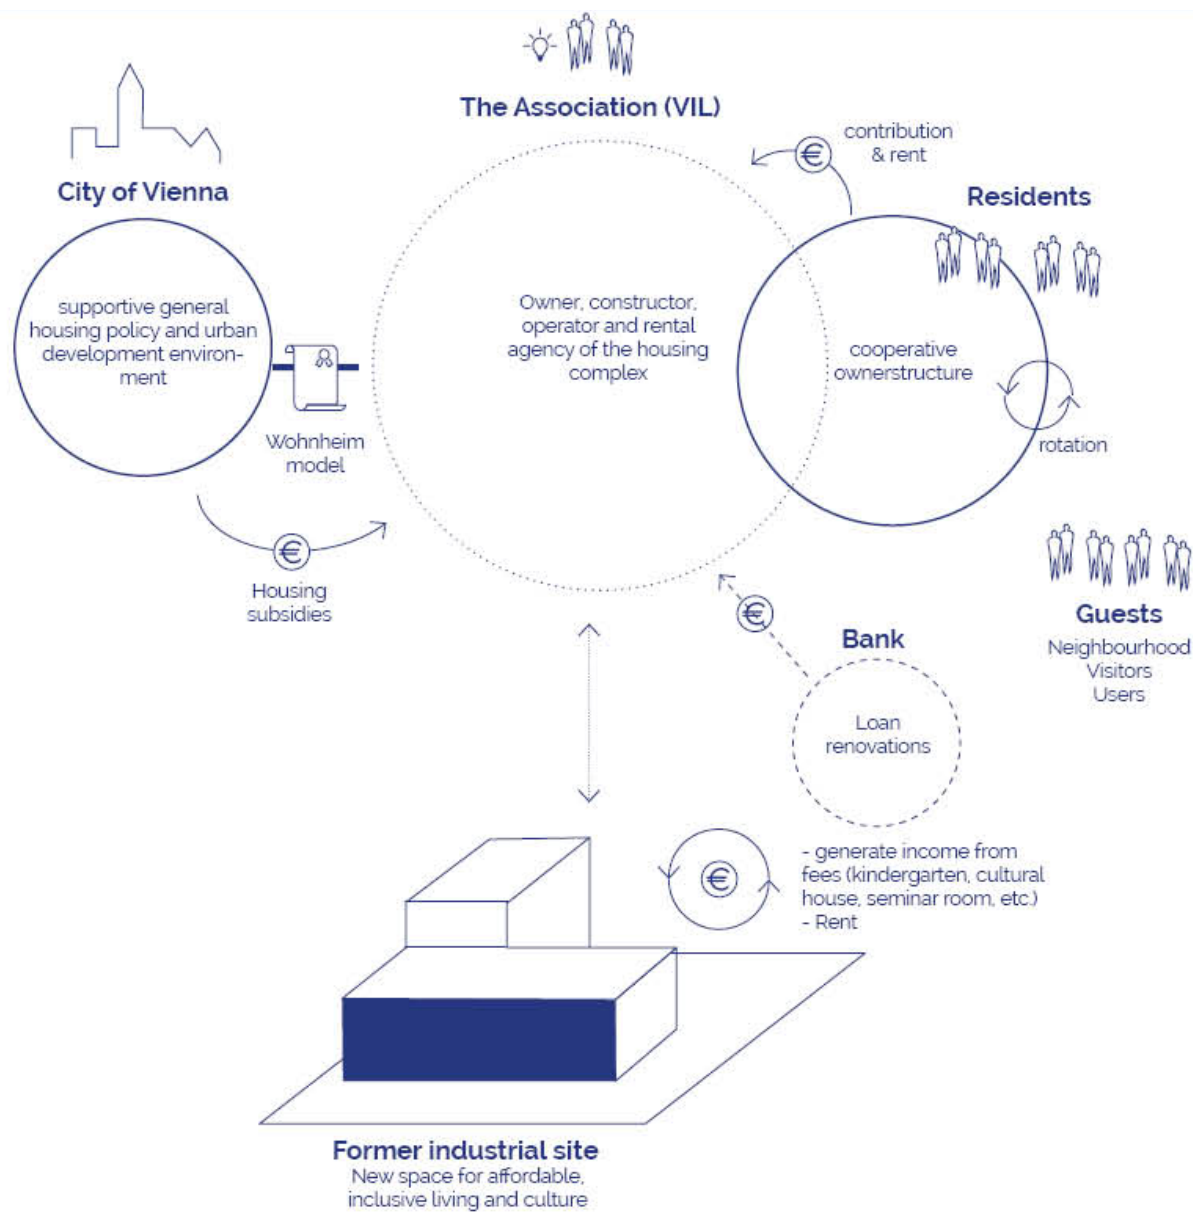 The Association (VIL)
contribution
& rent
City of Vienna
Residents
supportive general
housing policy and urban
development environ-
ment
Owner, constructor,
operator and rental
agency of the housing
complex
cooperative
ownerstructure
Wohnheim
model
rotation
€
Housing
subsidies
Guests
Neighbourhood
Visitors
Users
€
Bank
Loan
renovations
€
- generate income from
fees (kindergarten, cultural
house, seminar room, etc.)
- Rent
€
Former industrial site
New space for affordable,
inclusive living and culture